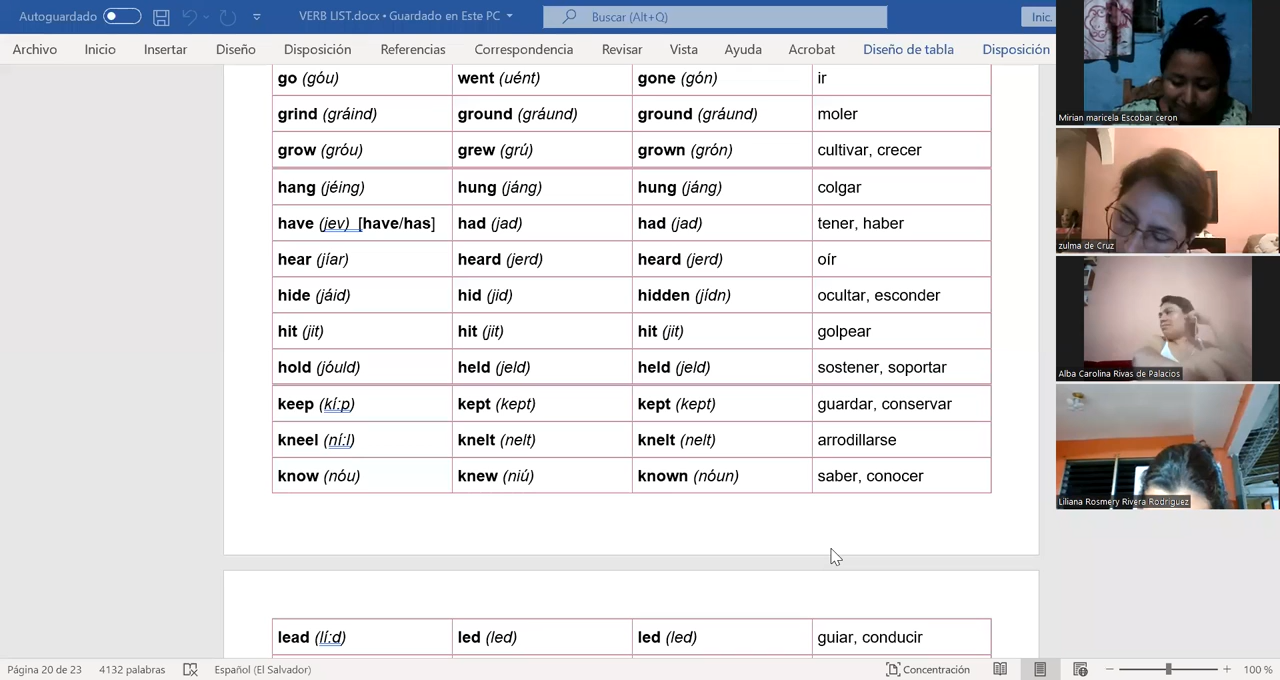 Autoguardado VERB LIST.docx • Guardado en Este PC Buscar (Alt+Q) Inic.
Archivo Inicio Insertar Diseño Disposición Referencias Correspondencia Revisar Vista Ayuda Acrobat Diseño de tabla Disposición
go (góu) went (uént) gone (gón) ir
grind (gráind) ground (gráund) ground (gráund) moler
grow (gróu) grew (grú) grown (grón) cultivar, crecer
hang (jéing) hung (jáng) hung (jáng) colgar
have (jev) [have/has] had (jad) had (jad) tener, haber
hear (jíar) heard (jerd) heard (jerd) oír
hide (jáid) hid (jid) hidden (jídn) ocultar, esconder
hit (jit) hit (jit) hit (jit) golpear
hold (jóuld) held (jeld) held (jeld) sostener, soportar
keep (kí:p) kept (kept) kept (kept) guardar, conservar
kneel (ní:l) knelt (nelt) knelt (nelt) arrodillarse
know (nóu) knew (niú) known (nóun) saber, conocer
lead (lí:d) led (led) led (led) guiar, conducir
Página 20 de 23 4132 palabras Español (El Salvador) Concentración 100 %
Mirian maricela Escobar ceron
zulma de Cruz
Alba Carolina Rivas de Palacios
Liliana Rosmery Rivera Rodriguez